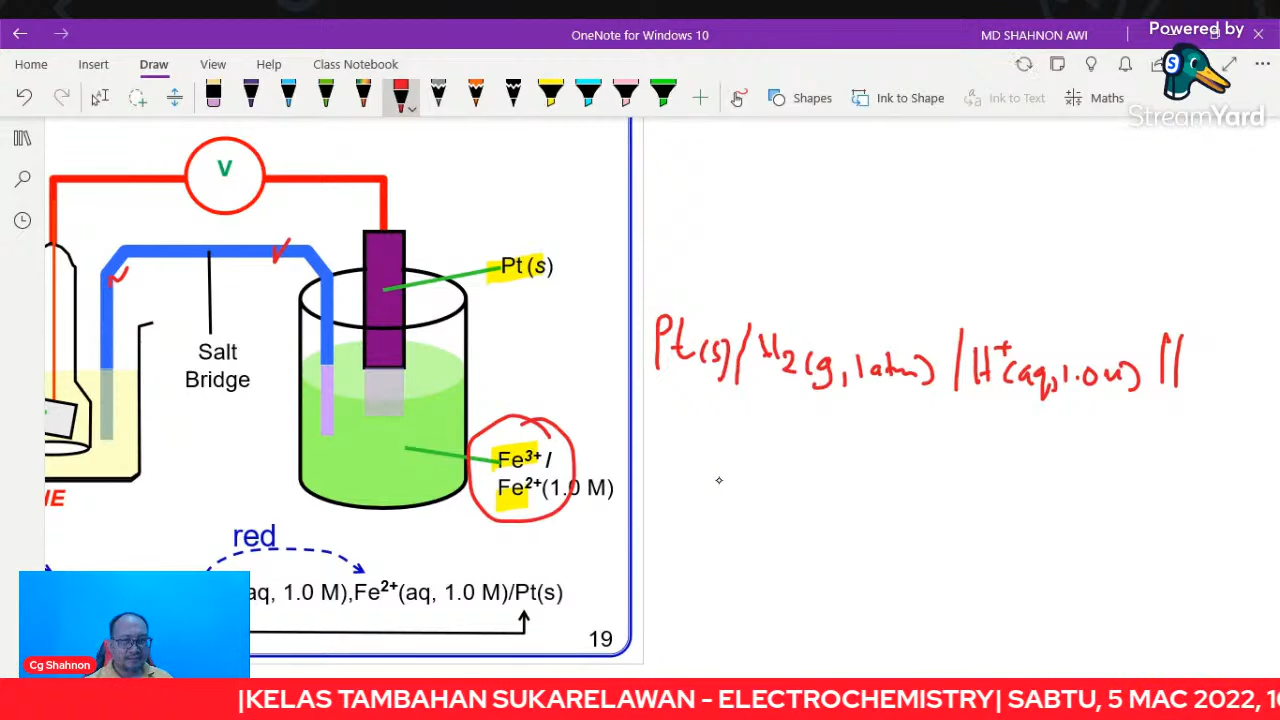 OneNote for Windows 10
MD SHAHNON AWI
Powered by
StreamYard
Home Insert Draw View Help Class Notebook
Shapes Ink to Shape Ink to Text Maths
V
Pt (s)
Salt
Bridge
Pt(s)/H2(g,1atm)/H+(aq,1.0M)//
Fe3+ /
Fe2+(1.0 M)
red
aq, 1.0 M),Fe2+(aq, 1.0 M)/Pt(s)
19
Cg Shahnon
|KELAS TAMBAHAN SUKARELAWAN - ELECTROCHEMISTRY| SABTU, 5 MAC 2022, 1